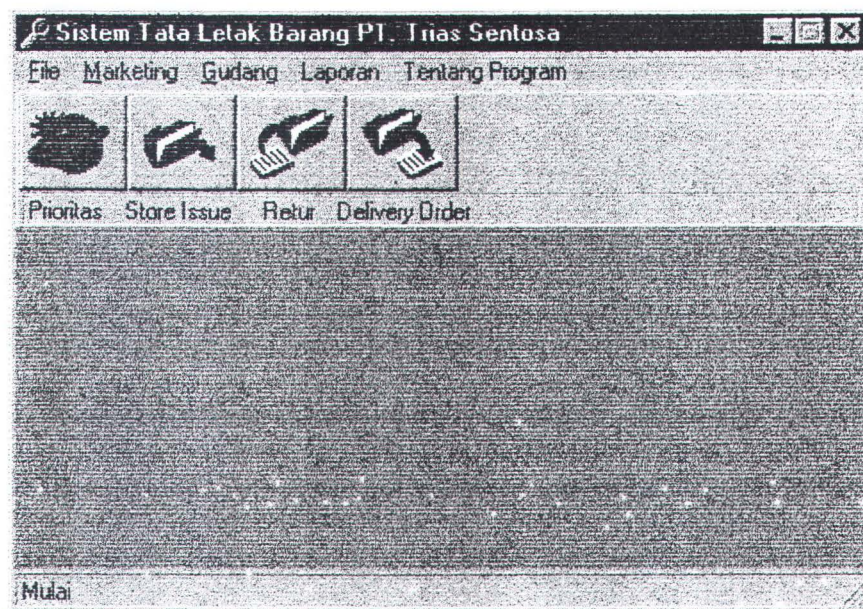 Sistem Tata Letak Barang PT. Trias Sentosa
File Marketing Gudang Laporan Tentang Program
Prioritas Store Issue Retur Delivery Order
Mulai